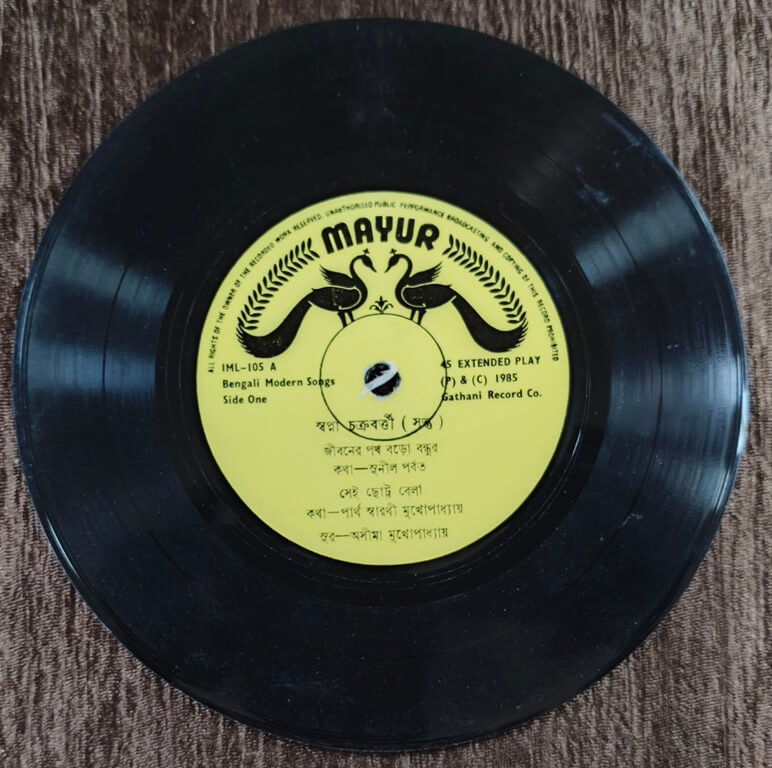 ALL RIGHTS OF THE OWNER OF THE RECORDED WORK RESERVED. UNAUTHORISED PUBLIC PERFORMANCE BROADCASTING AND COPYING OF THIS RECORD PROHIBITED
MAYUR
IML-105 A
Bengali Modern Songs
Side One
45 EXTENDED PLAY
(P) & (C) 1985
Gathani Record Co.
স্বপ্না চক্রবর্ত্তী ( সন্তু )
জীবনের পথ বড়ো বন্ধুর
কথা—সুনীল পর্বত
সেই ছোট্ট বেলা
কথা—পার্থ স্বারথী মুখোপাধ্যায়
সুর—অসীমা মুখোপাধ্যায়